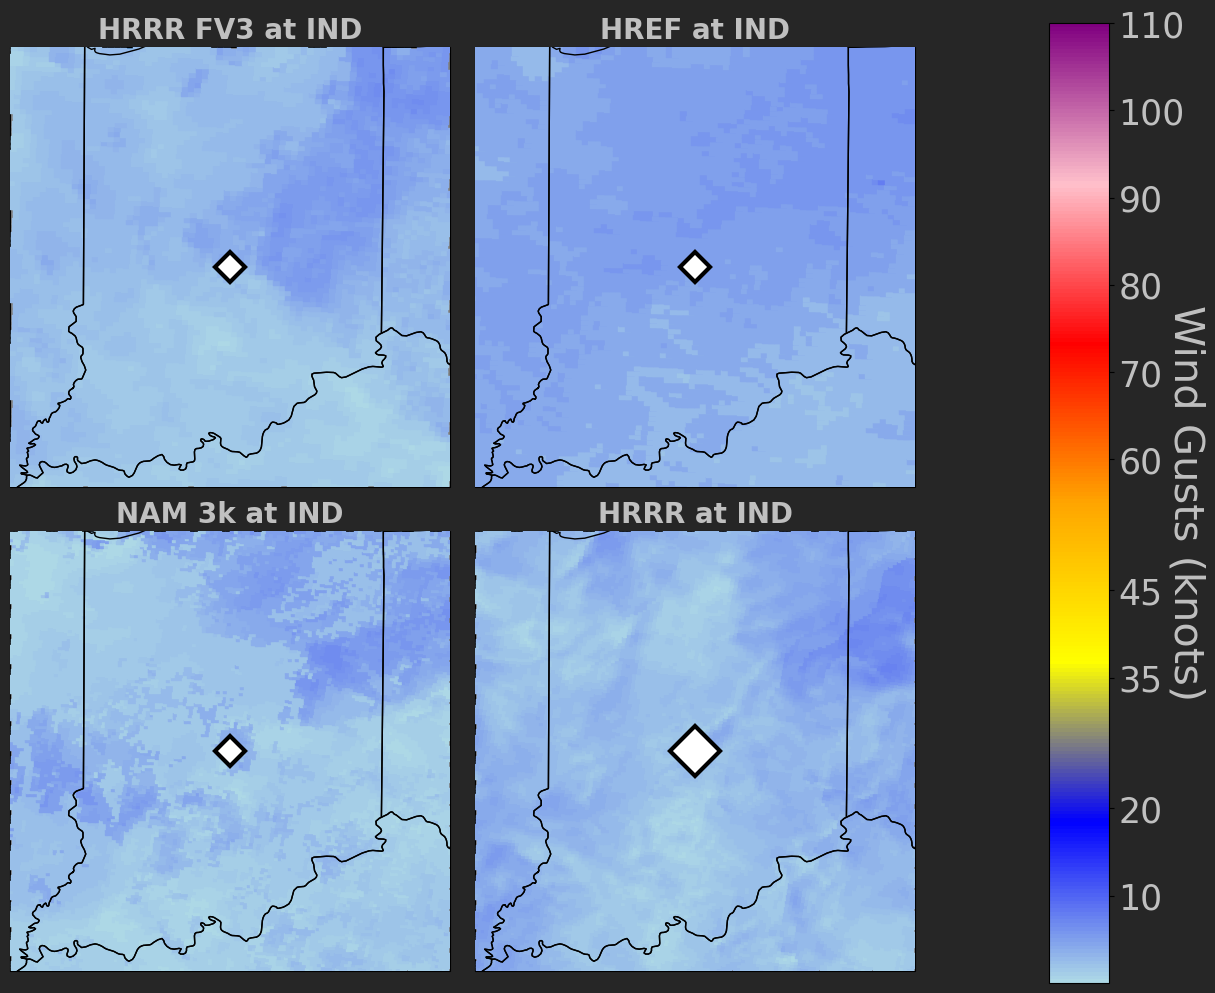 HRRR FV3 at IND
HREF at IND
NAM 3k at IND
HRRR at IND
110
100
90
80
70
60
45
35
20
10
Wind Gusts (knots)